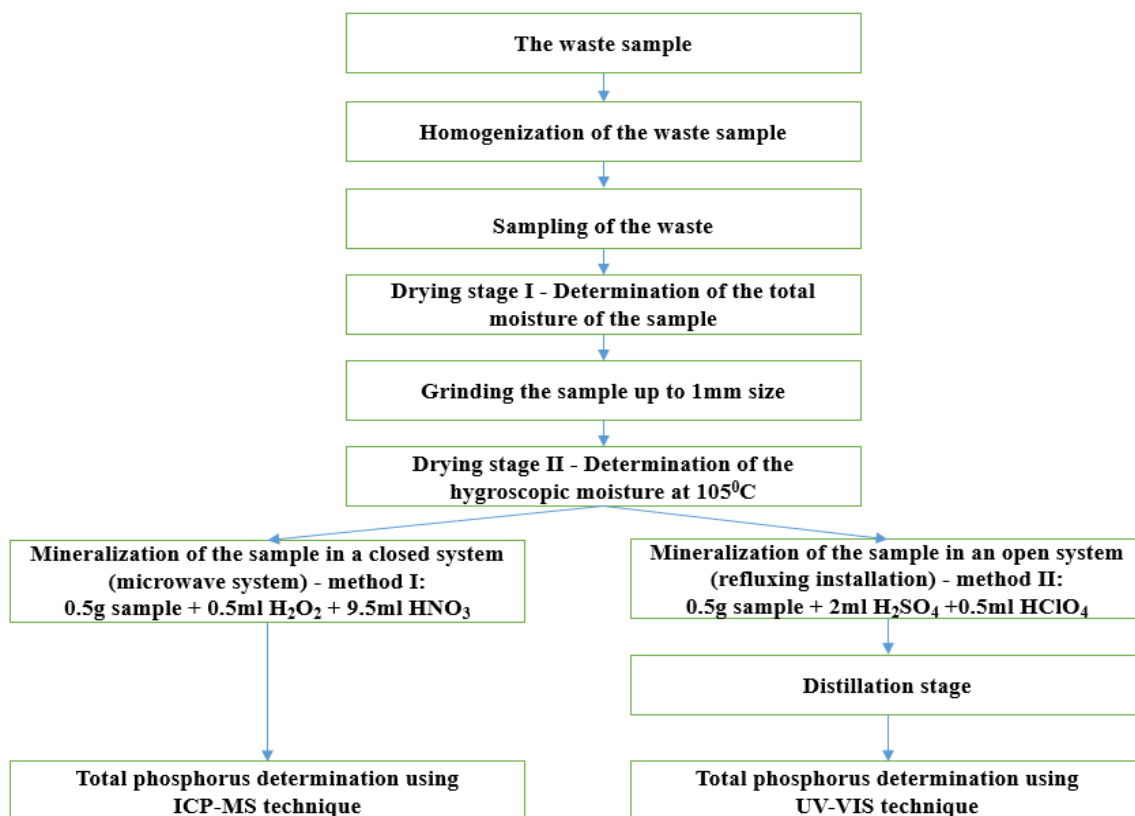 The waste sample
Homogenization of the waste sample
Sampling of the waste
Drying stage I - Determination of the total
moisture of the sample
Grinding the sample up to 1mm size
Drying stage II - Determination of the
hygroscopic moisture at 105⁰C
Mineralization of the sample in a closed system
(microwave system) - method I:
0.5g sample + 0.5ml H₂O₂ + 9.5ml HNO₃
Mineralization of the sample in an open system
(refluxing installation) - method II:
0.5g sample + 2ml H₂SO₄ +0.5ml HClO₄
Distillation stage
Total phosphorus determination using
ICP-MS technique
Total phosphorus determination using
UV-VIS technique